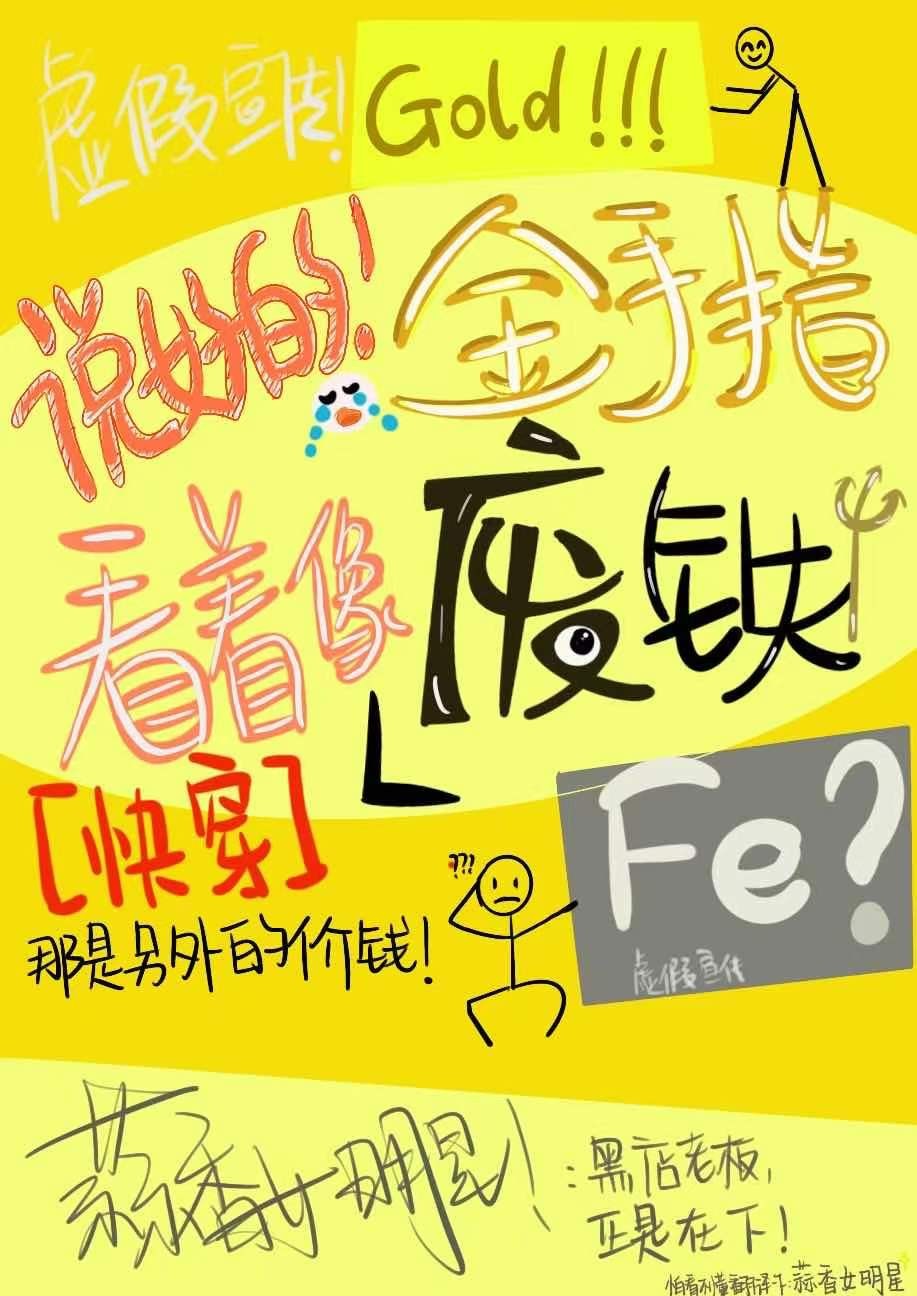 虚假宣传!
Gold!!!
说好的!
金手指
看着像
废铁
[快穿]
???
Fe?
那是另外的价钱!
虚假宣传
蒜香女明星!
:黑店老板,
正是在下!
怕看不懂翻译一下:蒜香女明星